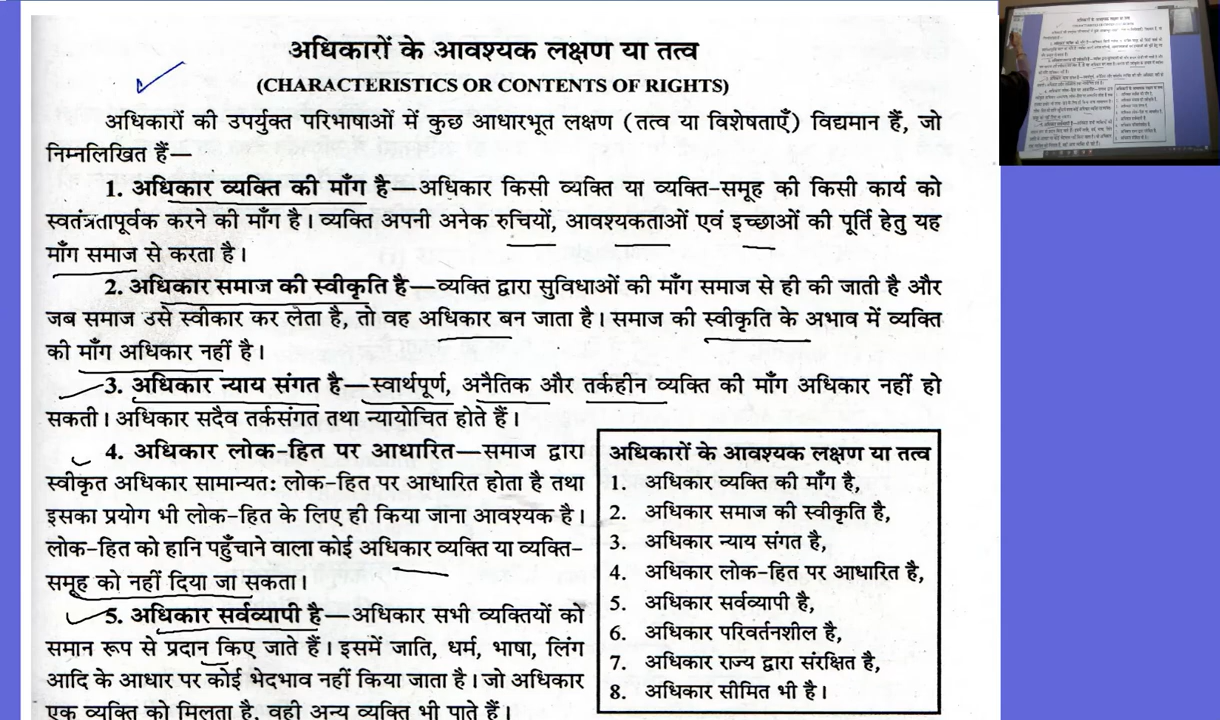 अधिकारों के आवश्यक लक्षण या तत्व
(CHARACTERISTICS OR CONTENTS OF RIGHTS)
अधिकारों की उपर्युक्त परिभाषाओं में कुछ आधारभूत लक्षण (तत्व या विशेषताएँ) विद्यमान हैं, जो
निम्नलिखित हैं—
1. अधिकार व्यक्ति की माँग है—अधिकार किसी व्यक्ति या व्यक्ति-समूह की किसी कार्य को
स्वतंत्रतापूर्वक करने की माँग है। व्यक्ति अपनी अनेक रुचियों, आवश्यकताओं एवं इच्छाओं की पूर्ति हेतु यह
माँग समाज से करता है।
2. अधिकार समाज की स्वीकृति है—व्यक्ति द्वारा सुविधाओं की माँग समाज से ही की जाती है और
जब समाज उसे स्वीकार कर लेता है, तो वह अधिकार बन जाता है। समाज की स्वीकृति के अभाव में व्यक्ति
की माँग अधिकार नहीं है।
3. अधिकार न्याय संगत है—स्वार्थपूर्ण, अनैतिक और तर्कहीन व्यक्ति की माँग अधिकार नहीं हो
सकती। अधिकार सदैव तर्कसंगत तथा न्यायोचित होते हैं।
4. अधिकार लोक-हित पर आधारित—समाज द्वारा
स्वीकृत अधिकार सामान्यत: लोक-हित पर आधारित होता है तथा
इसका प्रयोग भी लोक-हित के लिए ही किया जाना आवश्यक है।
लोक-हित को हानि पहुँचाने वाला कोई अधिकार व्यक्ति या व्यक्ति-
समूह को नहीं दिया जा सकता।
5. अधिकार सर्वव्यापी है—अधिकार सभी व्यक्तियों को
समान रूप से प्रदान किए जाते हैं। इसमें जाति, धर्म, भाषा, लिंग
आदि के आधार पर कोई भेदभाव नहीं किया जाता है। जो अधिकार
एक व्यक्ति को मिलता है, वही अन्य व्यक्ति भी पाते हैं।
अधिकारों के आवश्यक लक्षण या तत्व
1. अधिकार व्यक्ति की माँग है,
2. अधिकार समाज की स्वीकृति है,
3. अधिकार न्याय संगत है,
4. अधिकार लोक-हित पर आधारित है,
5. अधिकार सर्वव्यापी है,
6. अधिकार परिवर्तनशील है,
7. अधिकार राज्य द्वारा संरक्षित है,
8. अधिकार सीमित भी है।